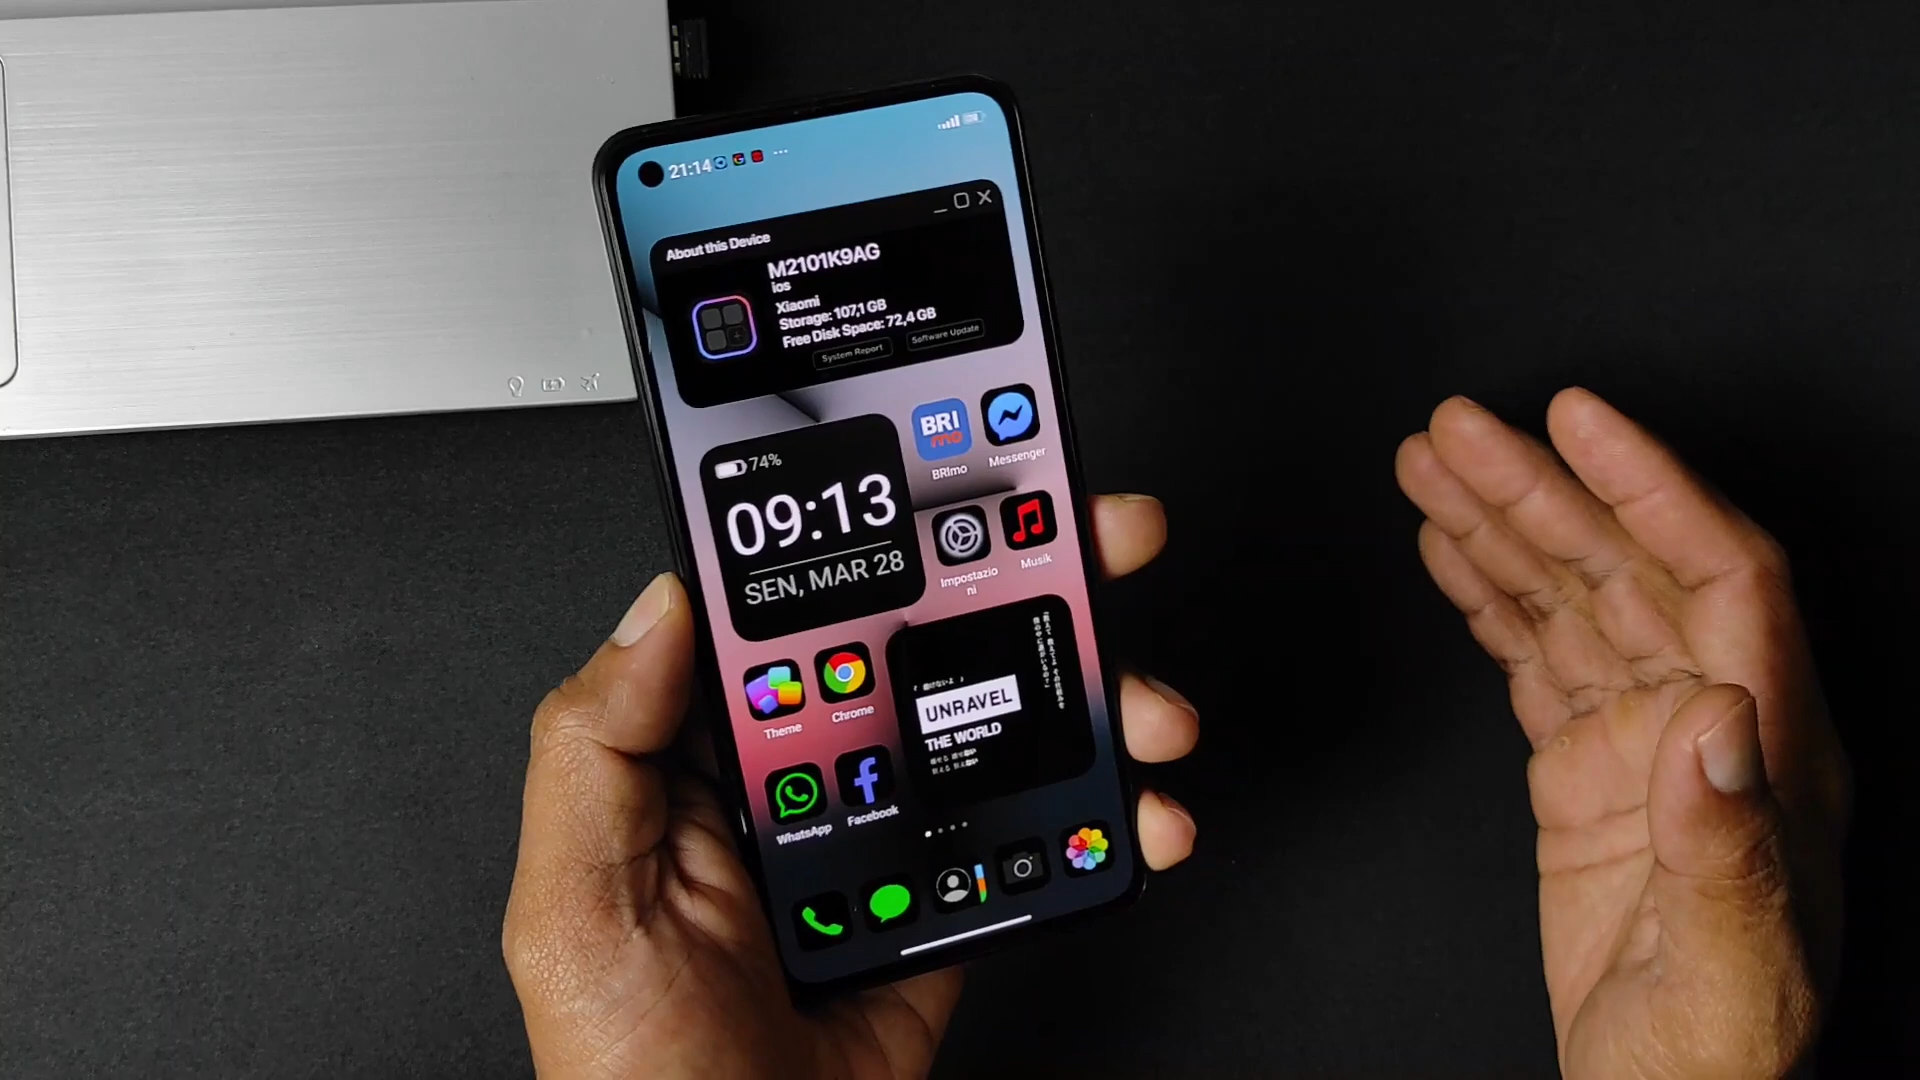 21:14
About this Device
M2101K9AG
ios
Xiaomi
Storage: 107,1 GB
Free Disk Space: 72,4 GB
System Report
Software Update
74%
09:13
SEN, MAR 28
BRI
mo
BRImo
Messenger
Impostazio
ni
Musik
Theme
Chrome
UNRAVEL
THE WORLD
WhatsApp
Facebook